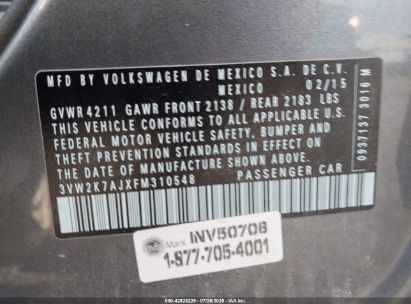 MFD BY VOLKSWAGEN DE MEXICO S.A. DE C.V.
MEXICO 02/15
GVWR 4211 GAWR FRONT 2138 / REAR 2183 LBS
THIS VEHICLE CONFORMS TO ALL APPLICABLE U.S.
FEDERAL MOTOR VEHICLE SAFETY, BUMPER AND
THEFT PREVENTION STANDARDS IN EFFECT ON
THE DATE OF MANUFACTURE SHOWN ABOVE.
3VW2K7AJXFM310548 PASSENGER CAR
Mark
INV50706
1-877-705-4001